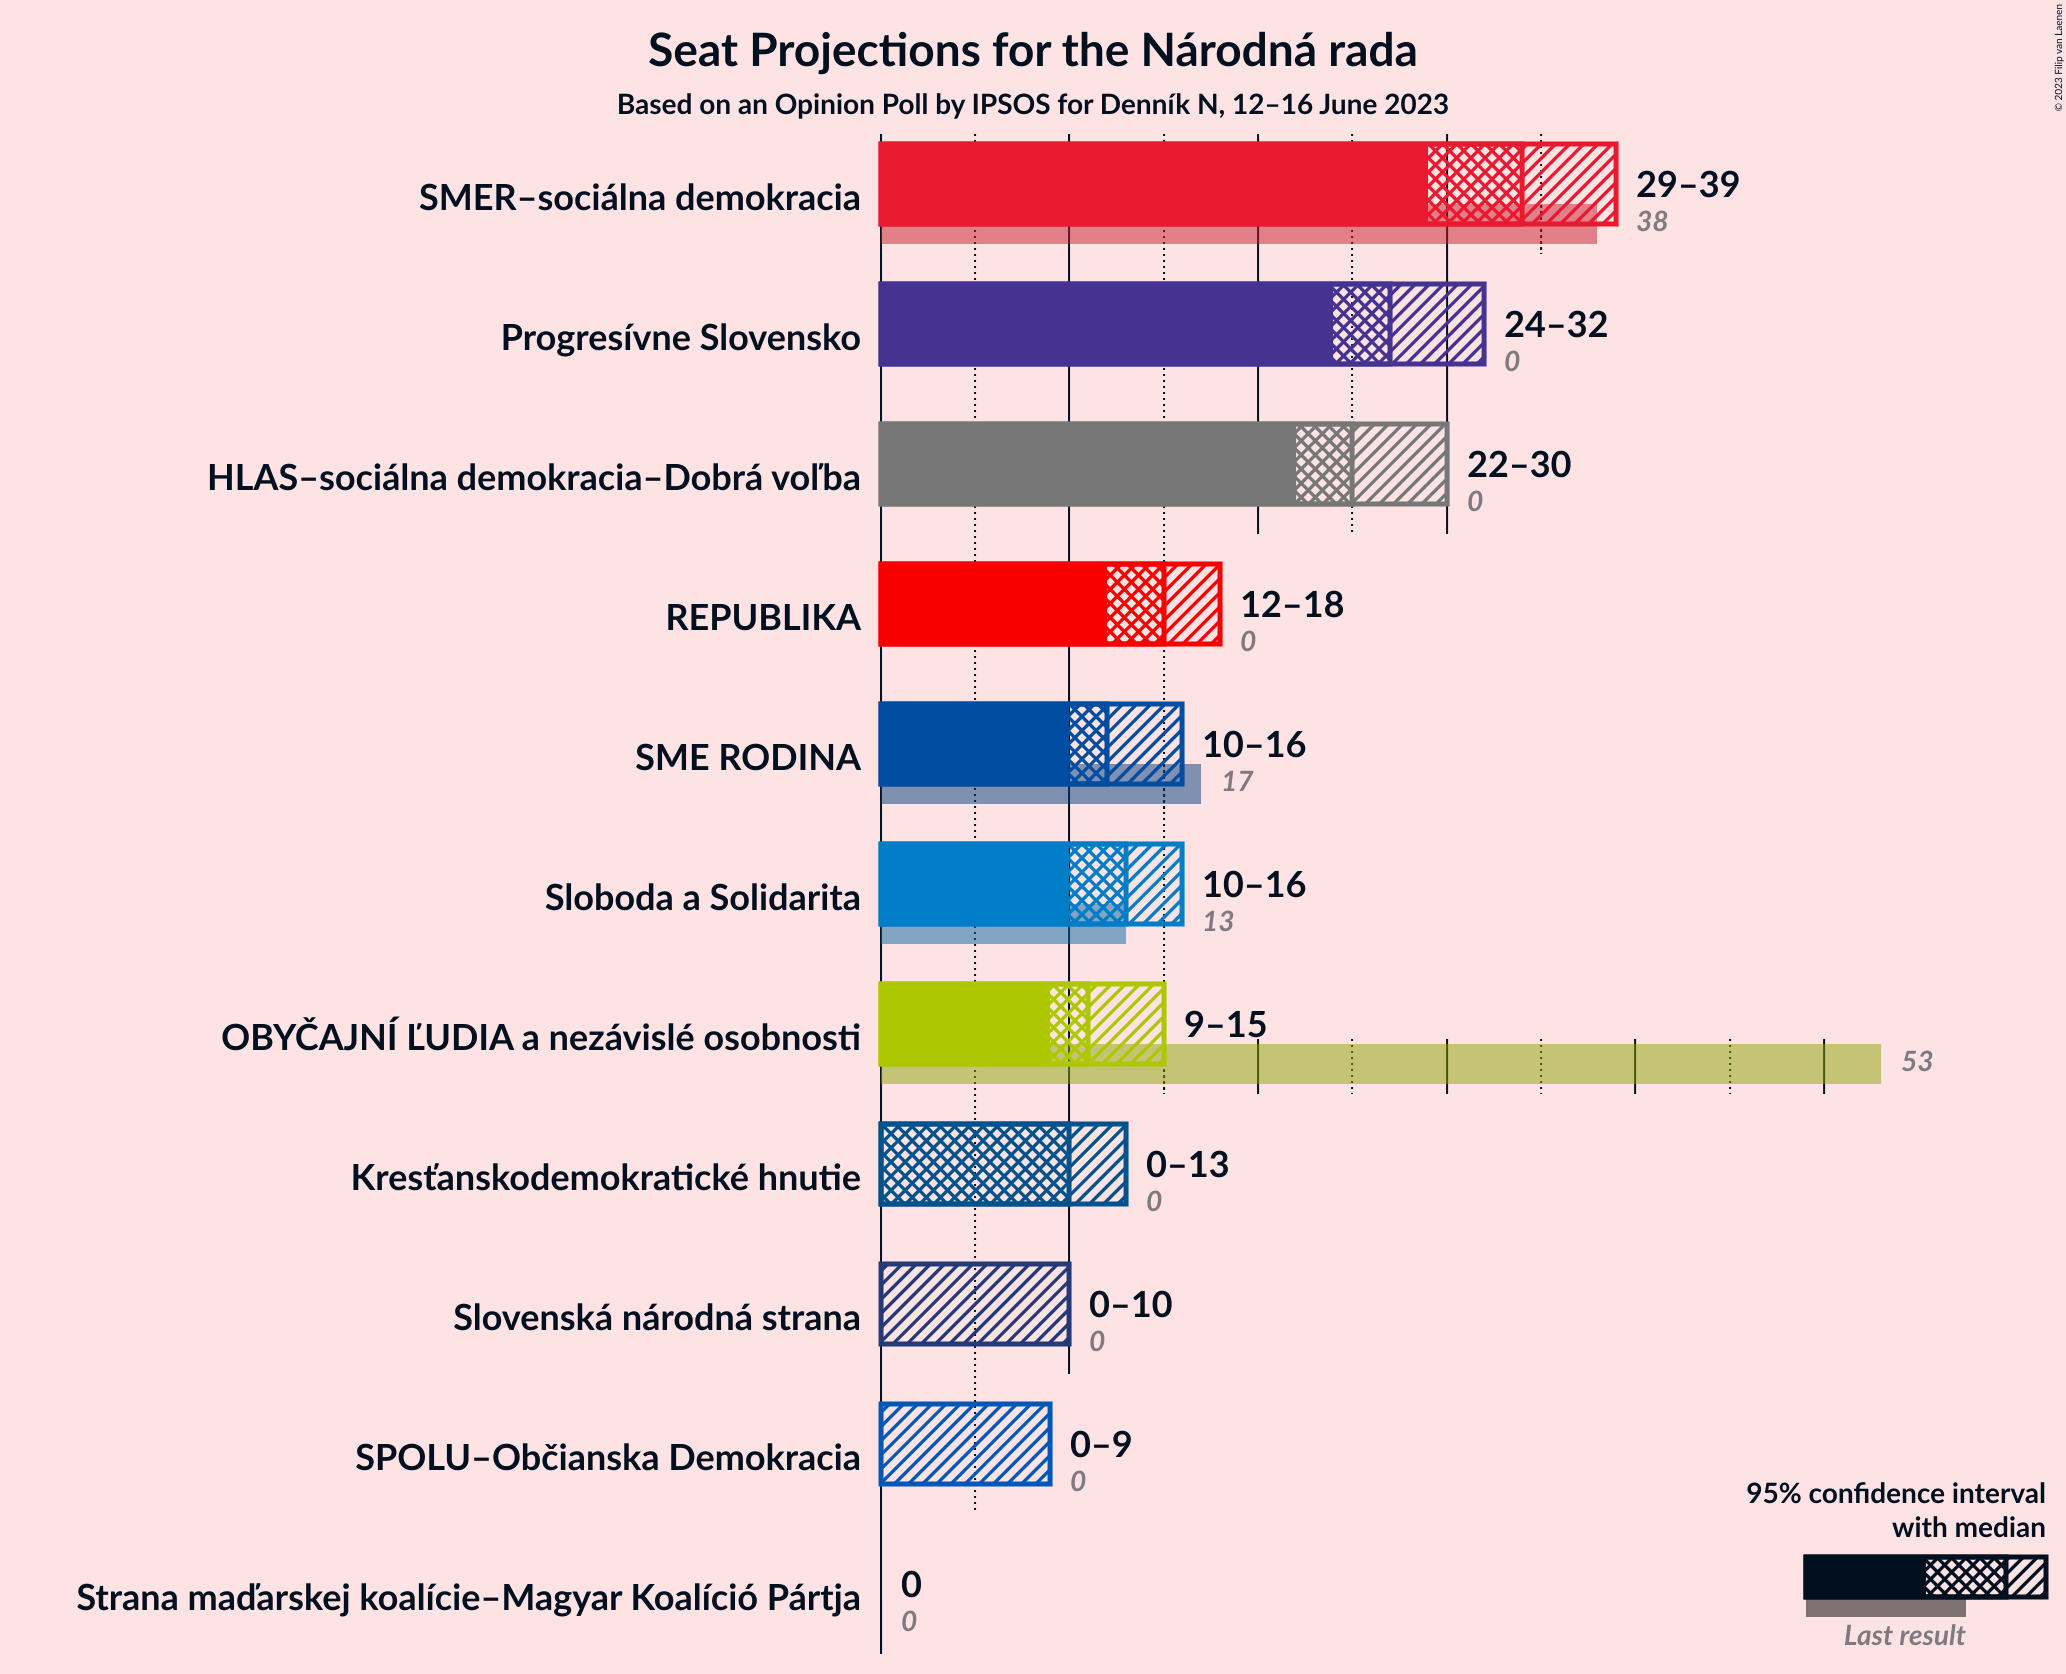 Seat Projections for the Národná rada
Based on an Opinion Poll by IPSOS for Denník N, 12–16 June 2023
© 2023 Filip van Laenen
SMER–sociálna demokracia
29–39
38
Progresívne Slovensko
24–32
0
HLAS–sociálna demokracia–Dobrá voľba
22–30
0
REPUBLIKA
12–18
0
SME RODINA
10–16
17
Sloboda a Solidarita
10–16
13
OBYČAJNÍ ĽUDIA a nezávislé osobnosti
9–15
53
Kresťanskodemokratické hnutie
0–13
0
Slovenská národná strana
0–10
0
SPOLU–Občianska Demokracia
0–9
0
Strana maďarskej koalície–Magyar Koalíció Pártja
0
0
95% confidence interval
with median
Last result